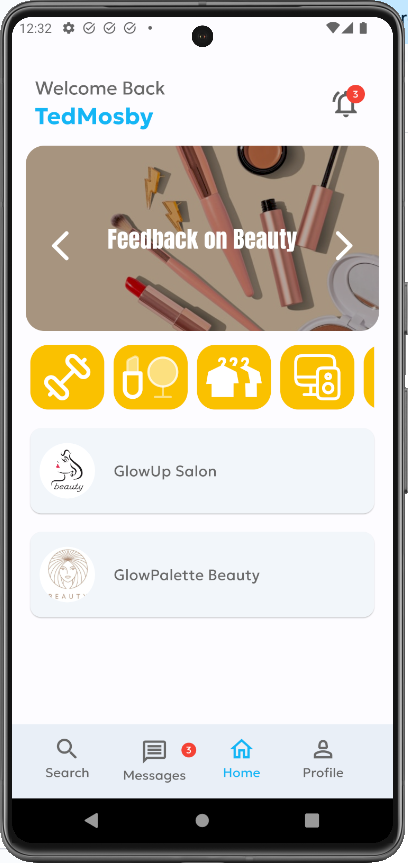 12:32
Welcome Back
TedMosby
3
Feedback on Beauty
???
beauty
GlowUp Salon
BEAUTY
GlowPalette Beauty
Search
Messages
3
Home
Profile